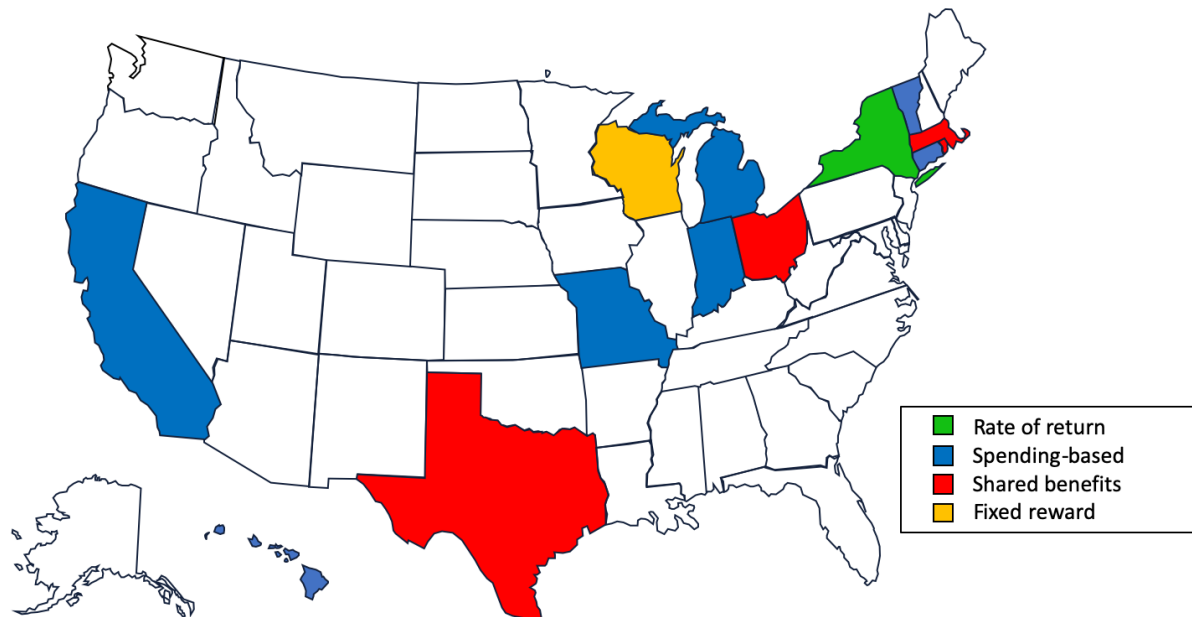 Rate of return
Spending-based
Shared benefits
Fixed reward